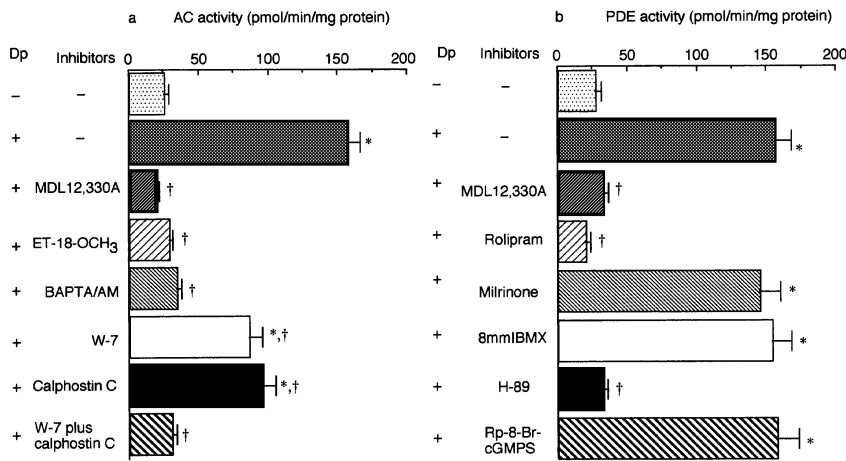 a AC activity (pmol/min/mg protein)
Dp Inhibitors 0 50 100 150 200
− −
+ − *
+ MDL12,330A †
+ ET-18-OCH3 †
+ BAPTA/AM †
+ W-7 *,†
+ Calphostin C *,†
+ W-7 plus
calphostin C †
b PDE activity (pmol/min/mg protein)
Dp Inhibitors 0 50 100 150 200
− −
+ − *
+ MDL12,330A †
+ Rolipram †
+ Milrinone *
+ 8mmIBMX *
+ H-89 †
+ Rp-8-Br-
cGMPS *